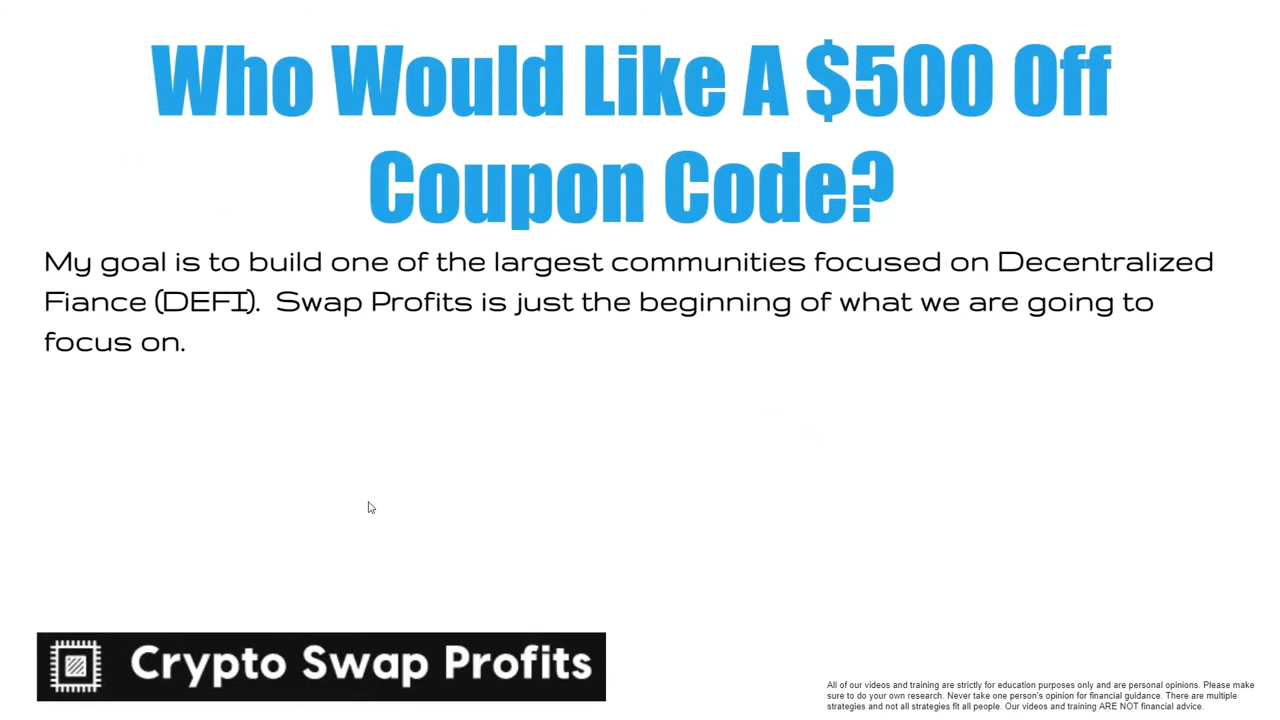 Who Would Like A $500 Off
Coupon Code?
My goal is to build one of the largest communities focused on Decentralized
Fiance (DEFI).  Swap Profits is just the beginning of what we are going to
focus on.
Crypto Swap Profits
All of our videos and training are strictly for education purposes only and are personal opinions. Please make
sure to do your own research. Never take one person's opinion for financial guidance. There are multiple
strategies and not all strategies fit all people. Our videos and training ARE NOT financial advice.